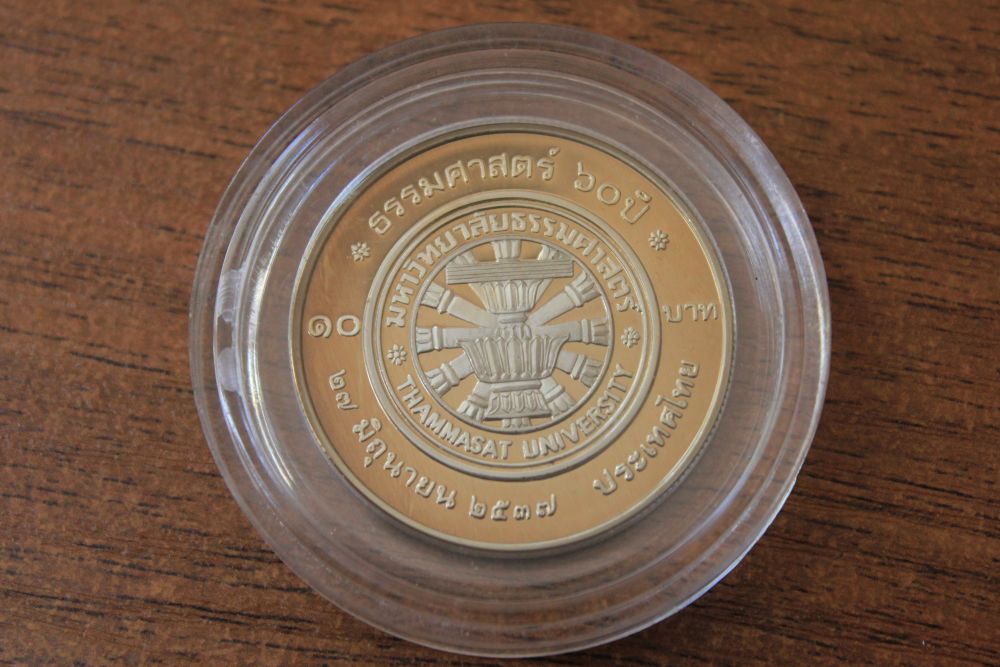 ธรรมศาสตร์ ๖๐ ปี
มหาวิทยาลัยธรรมศาสตร์
๑๐
บาท
THAMMASAT UNIVERSITY
๒๗ มิถุนายน ๒๕๓๗
ประเทศไทย